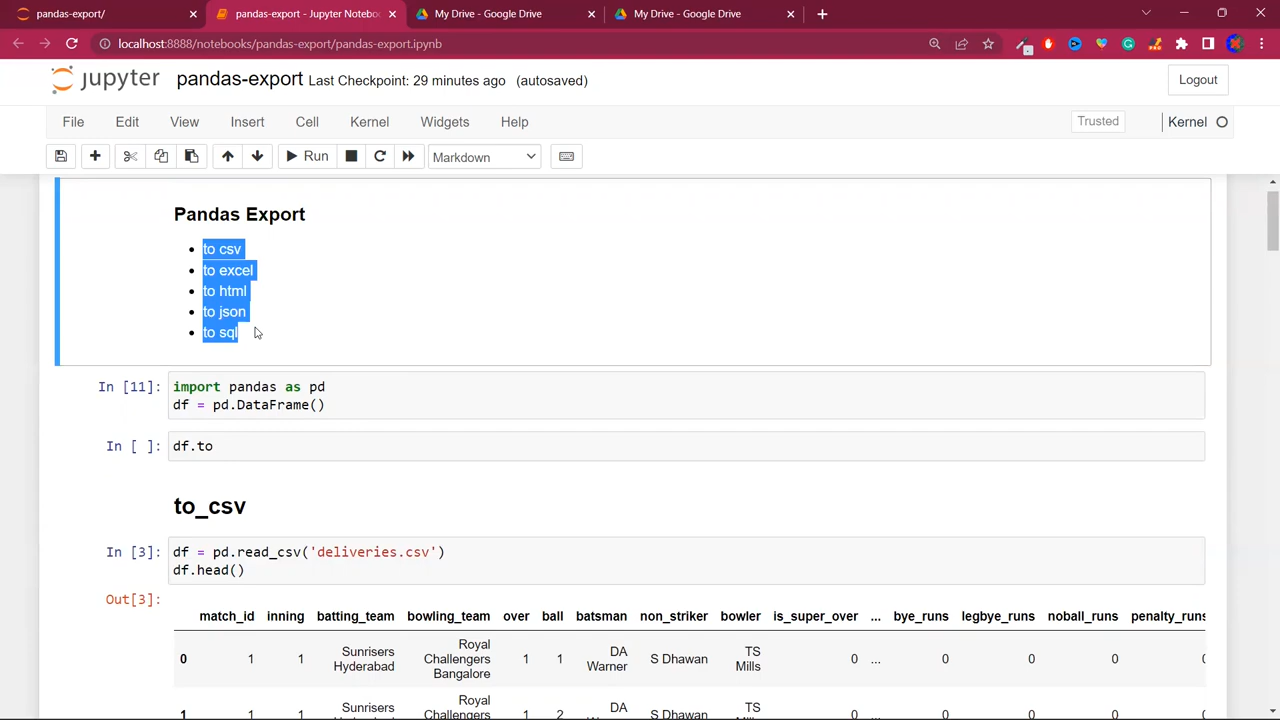 pandas-export/
pandas-export - Jupyter Notebo
My Drive - Google Drive
My Drive - Google Drive
localhost:8888/notebooks/pandas-export/pandas-export.ipynb
jupyter pandas-export Last Checkpoint: 29 minutes ago (autosaved)
Logout
File Edit View Insert Cell Kernel Widgets Help
Trusted
Kernel
Run
Markdown
Pandas Export
to csv
to excel
to html
to json
to sql
In [11]: import pandas as pd
df = pd.DataFrame()
In [ ]: df.to
to_csv
In [3]: df = pd.read_csv('deliveries.csv')
df.head()
Out[3]:
match_id inning batting_team bowling_team over ball batsman non_striker bowler is_super_over ... bye_runs legbye_runs noball_runs penalty_runs
0 1 1 Sunrisers Hyderabad Royal Challengers Bangalore 1 1 DA Warner S Dhawan TS Mills 0 ... 0 0 0 0
1 1 1 Sunrisers Royal Challengers 1 2 DA TS 0 ... 0 0 0